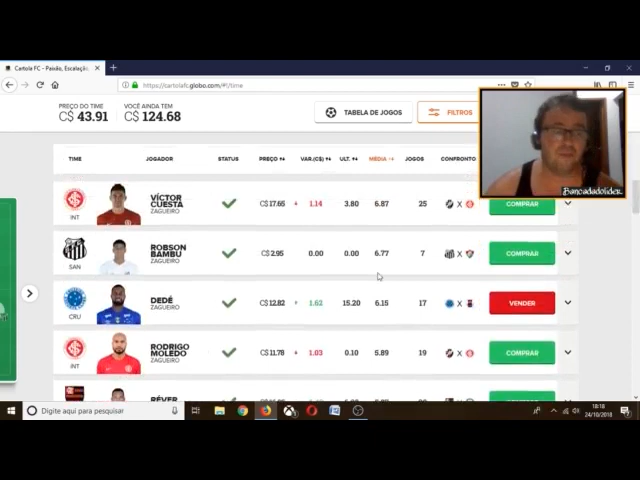 Cartola FC - Paixão, Escalação
https://cartolafc.globo.com/#!/time
PREÇO DO TIME
C$ 43.91
VOCÊ AINDA TEM
C$ 124.68
TABELA DE JOGOS
FILTROS
Bancadadolider
TIME JOGADOR STATUS PREÇO VAR.(C$) ULT. MÉDIA JOGOS CONFRONTO
INT VÍCTOR CUESTA ZAGUEIRO C$ 17.65 1.14 3.80 6.87 25 X COMPRAR
SAN ROBSON BAMBU ZAGUEIRO C$ 2.95 0.00 0.00 6.77 7 X COMPRAR
CRU DEDÉ ZAGUEIRO C$ 12.82 1.62 15.20 6.15 17 X VENDER
INT RODRIGO MOLEDO ZAGUEIRO C$ 11.78 1.03 0.10 5.89 19 X COMPRAR
RÉVER
Digite aqui para pesquisar
18:18
24/10/2018